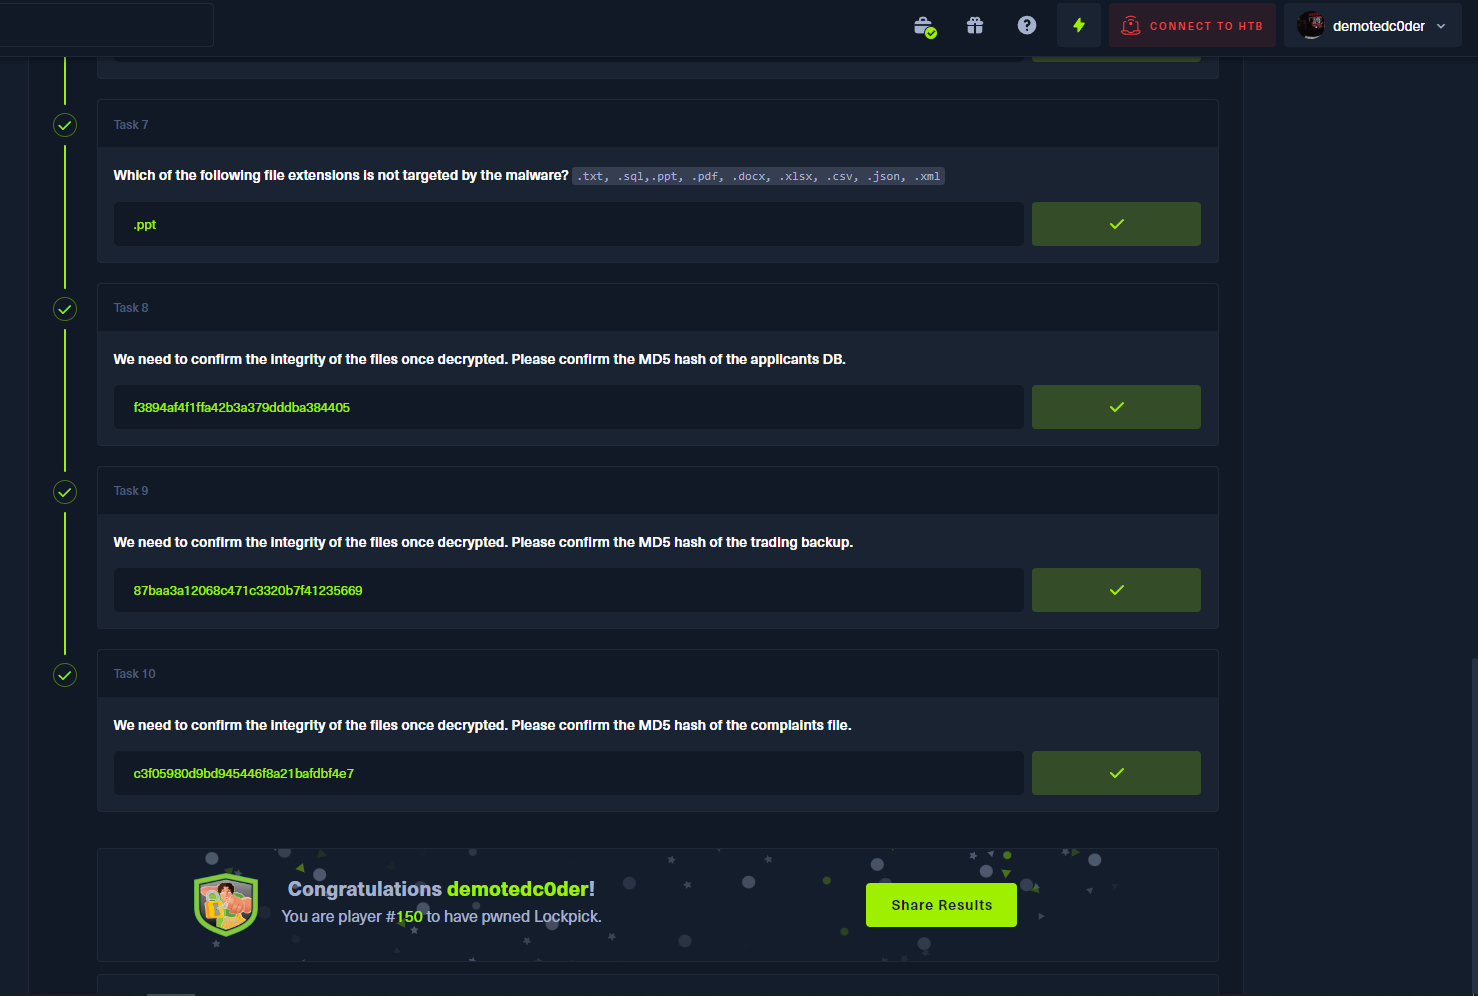 CONNECT TO HTB
demotedc0der
Task 7
Which of the following file extensions is not targeted by the malware? .txt, .sql,.ppt, .pdf, .docx, .xlsx, .csv, .json, .xml
.ppt
Task 8
We need to confirm the integrity of the files once decrypted. Please confirm the MD5 hash of the applicants DB.
f3894af4f1ffa42b3a379dddba384405
Task 9
We need to confirm the integrity of the files once decrypted. Please confirm the MD5 hash of the trading backup.
87baa3a12068c471c3320b7f41235669
Task 10
We need to confirm the integrity of the files once decrypted. Please confirm the MD5 hash of the complaints file.
c3f05980d9bd945446f8a21bafdbf4e7
Congratulations demotedc0der!
You are player #150 to have pwned Lockpick.
Share Results